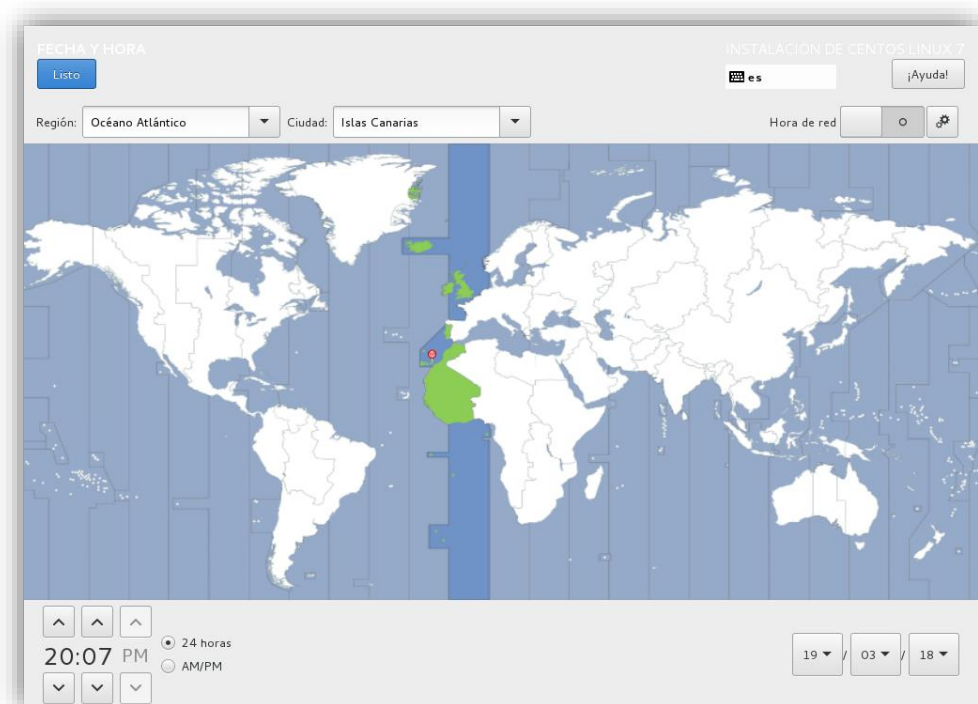 FECHA Y HORA
INSTALACIÓN DE CENTOS LINUX 7
Listo
es
¡Ayuda!
Región: Océano Atlántico Ciudad: Islas Canarias Hora de red
24 horas
20:07 PM
AM/PM
19 / 03 / 18